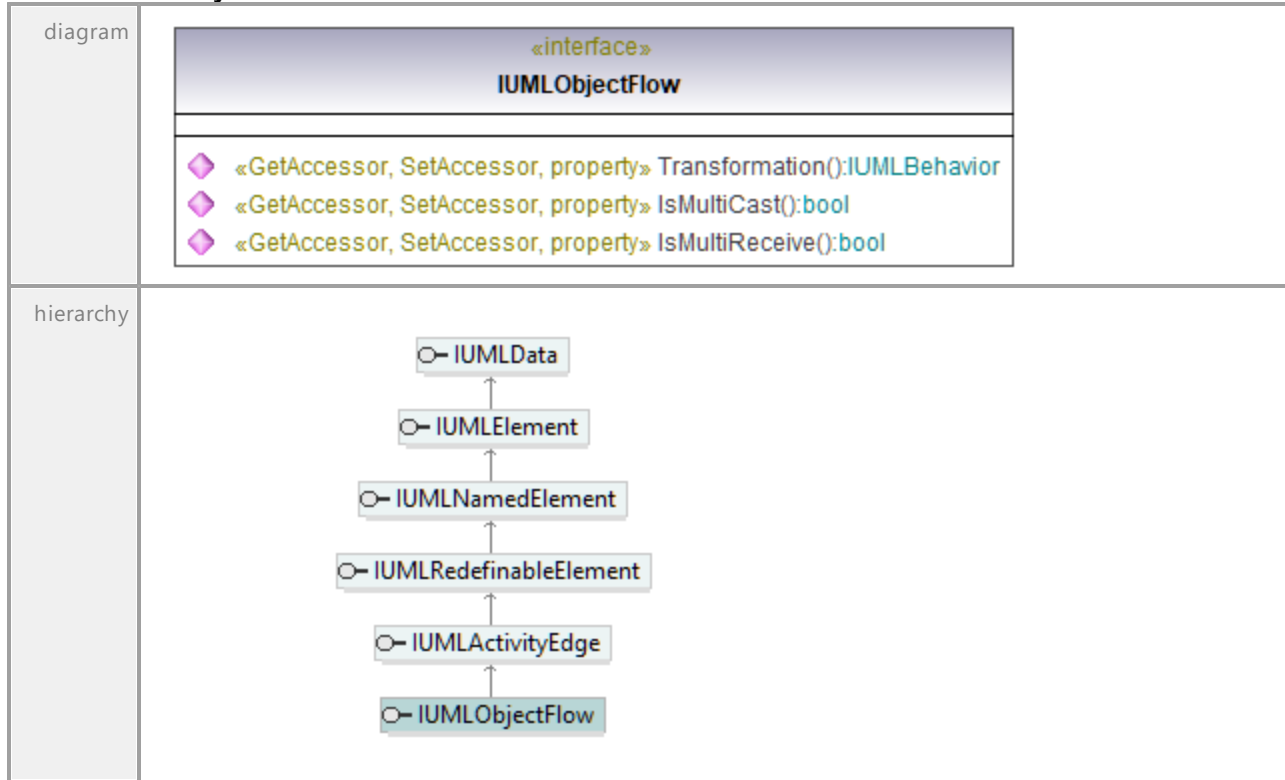 diagram
«interface»
IUMLObjectFlow
«GetAccessor, SetAccessor, property» Transformation():IUMLBehavior
«GetAccessor, SetAccessor, property» IsMultiCast():bool
«GetAccessor, SetAccessor, property» IsMultiReceive():bool
hierarchy
IUMLData
IUMLElement
IUMLNamedElement
IUMLRedefinableElement
IUMLActivityEdge
IUMLObjectFlow